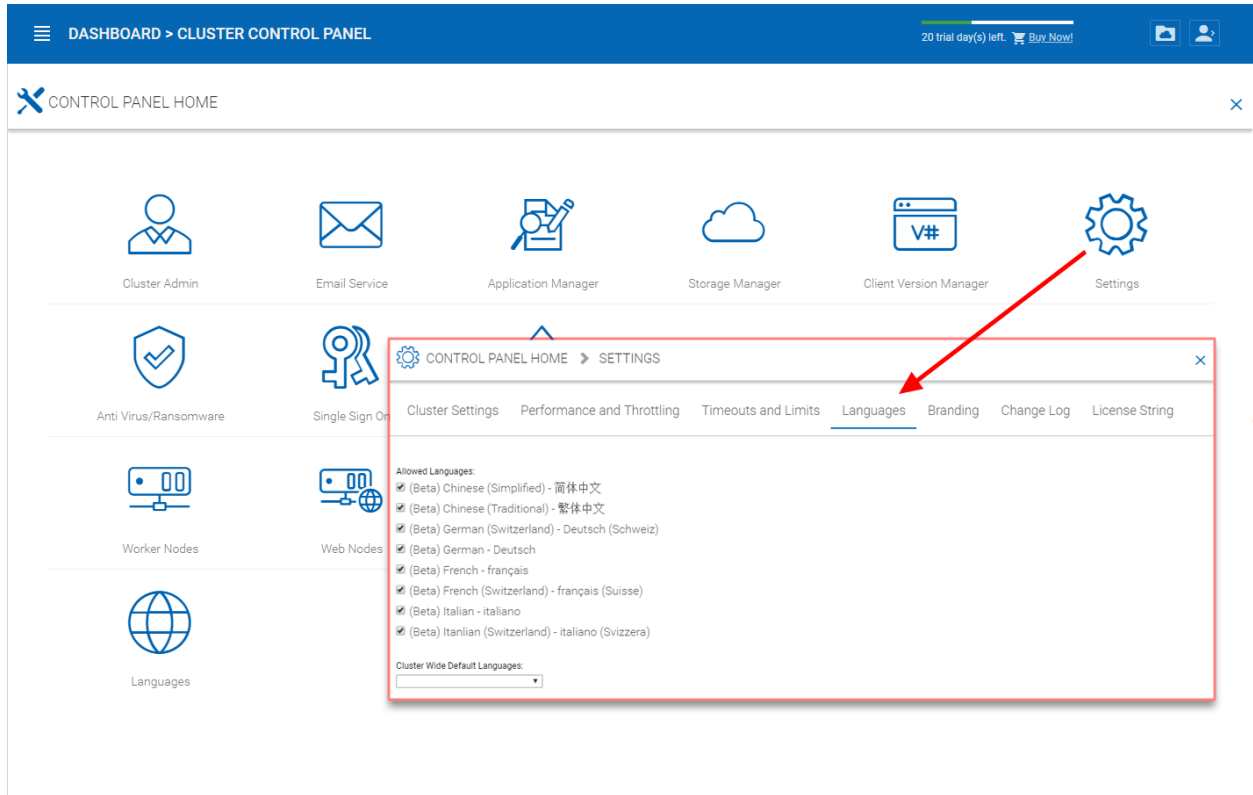 DASHBOARD > CLUSTER CONTROL PANEL
20 trial day(s) left. Buy Now!
CONTROL PANEL HOME
Cluster Admin
Email Service
Application Manager
Storage Manager
Client Version Manager
V#
Settings
Anti Virus/Ransomware
Single Sign On
CONTROL PANEL HOME > SETTINGS
Cluster Settings
Performance and Throttling
Timeouts and Limits
Languages
Branding
Change Log
License String
Allowed Languages:
(Beta) Chinese (Simplified) - 简体中文
(Beta) Chinese (Traditional) - 繁体中文
(Beta) German (Switzerland) - Deutsch (Schweiz)
(Beta) German - Deutsch
(Beta) French - français
(Beta) French (Switzerland) - français (Suisse)
(Beta) Italian - italiano
(Beta) Itanlian (Switzerland) - italiano (Svizzera)
Cluster Wide Default Languages:
Worker Nodes
Web Nodes
Languages